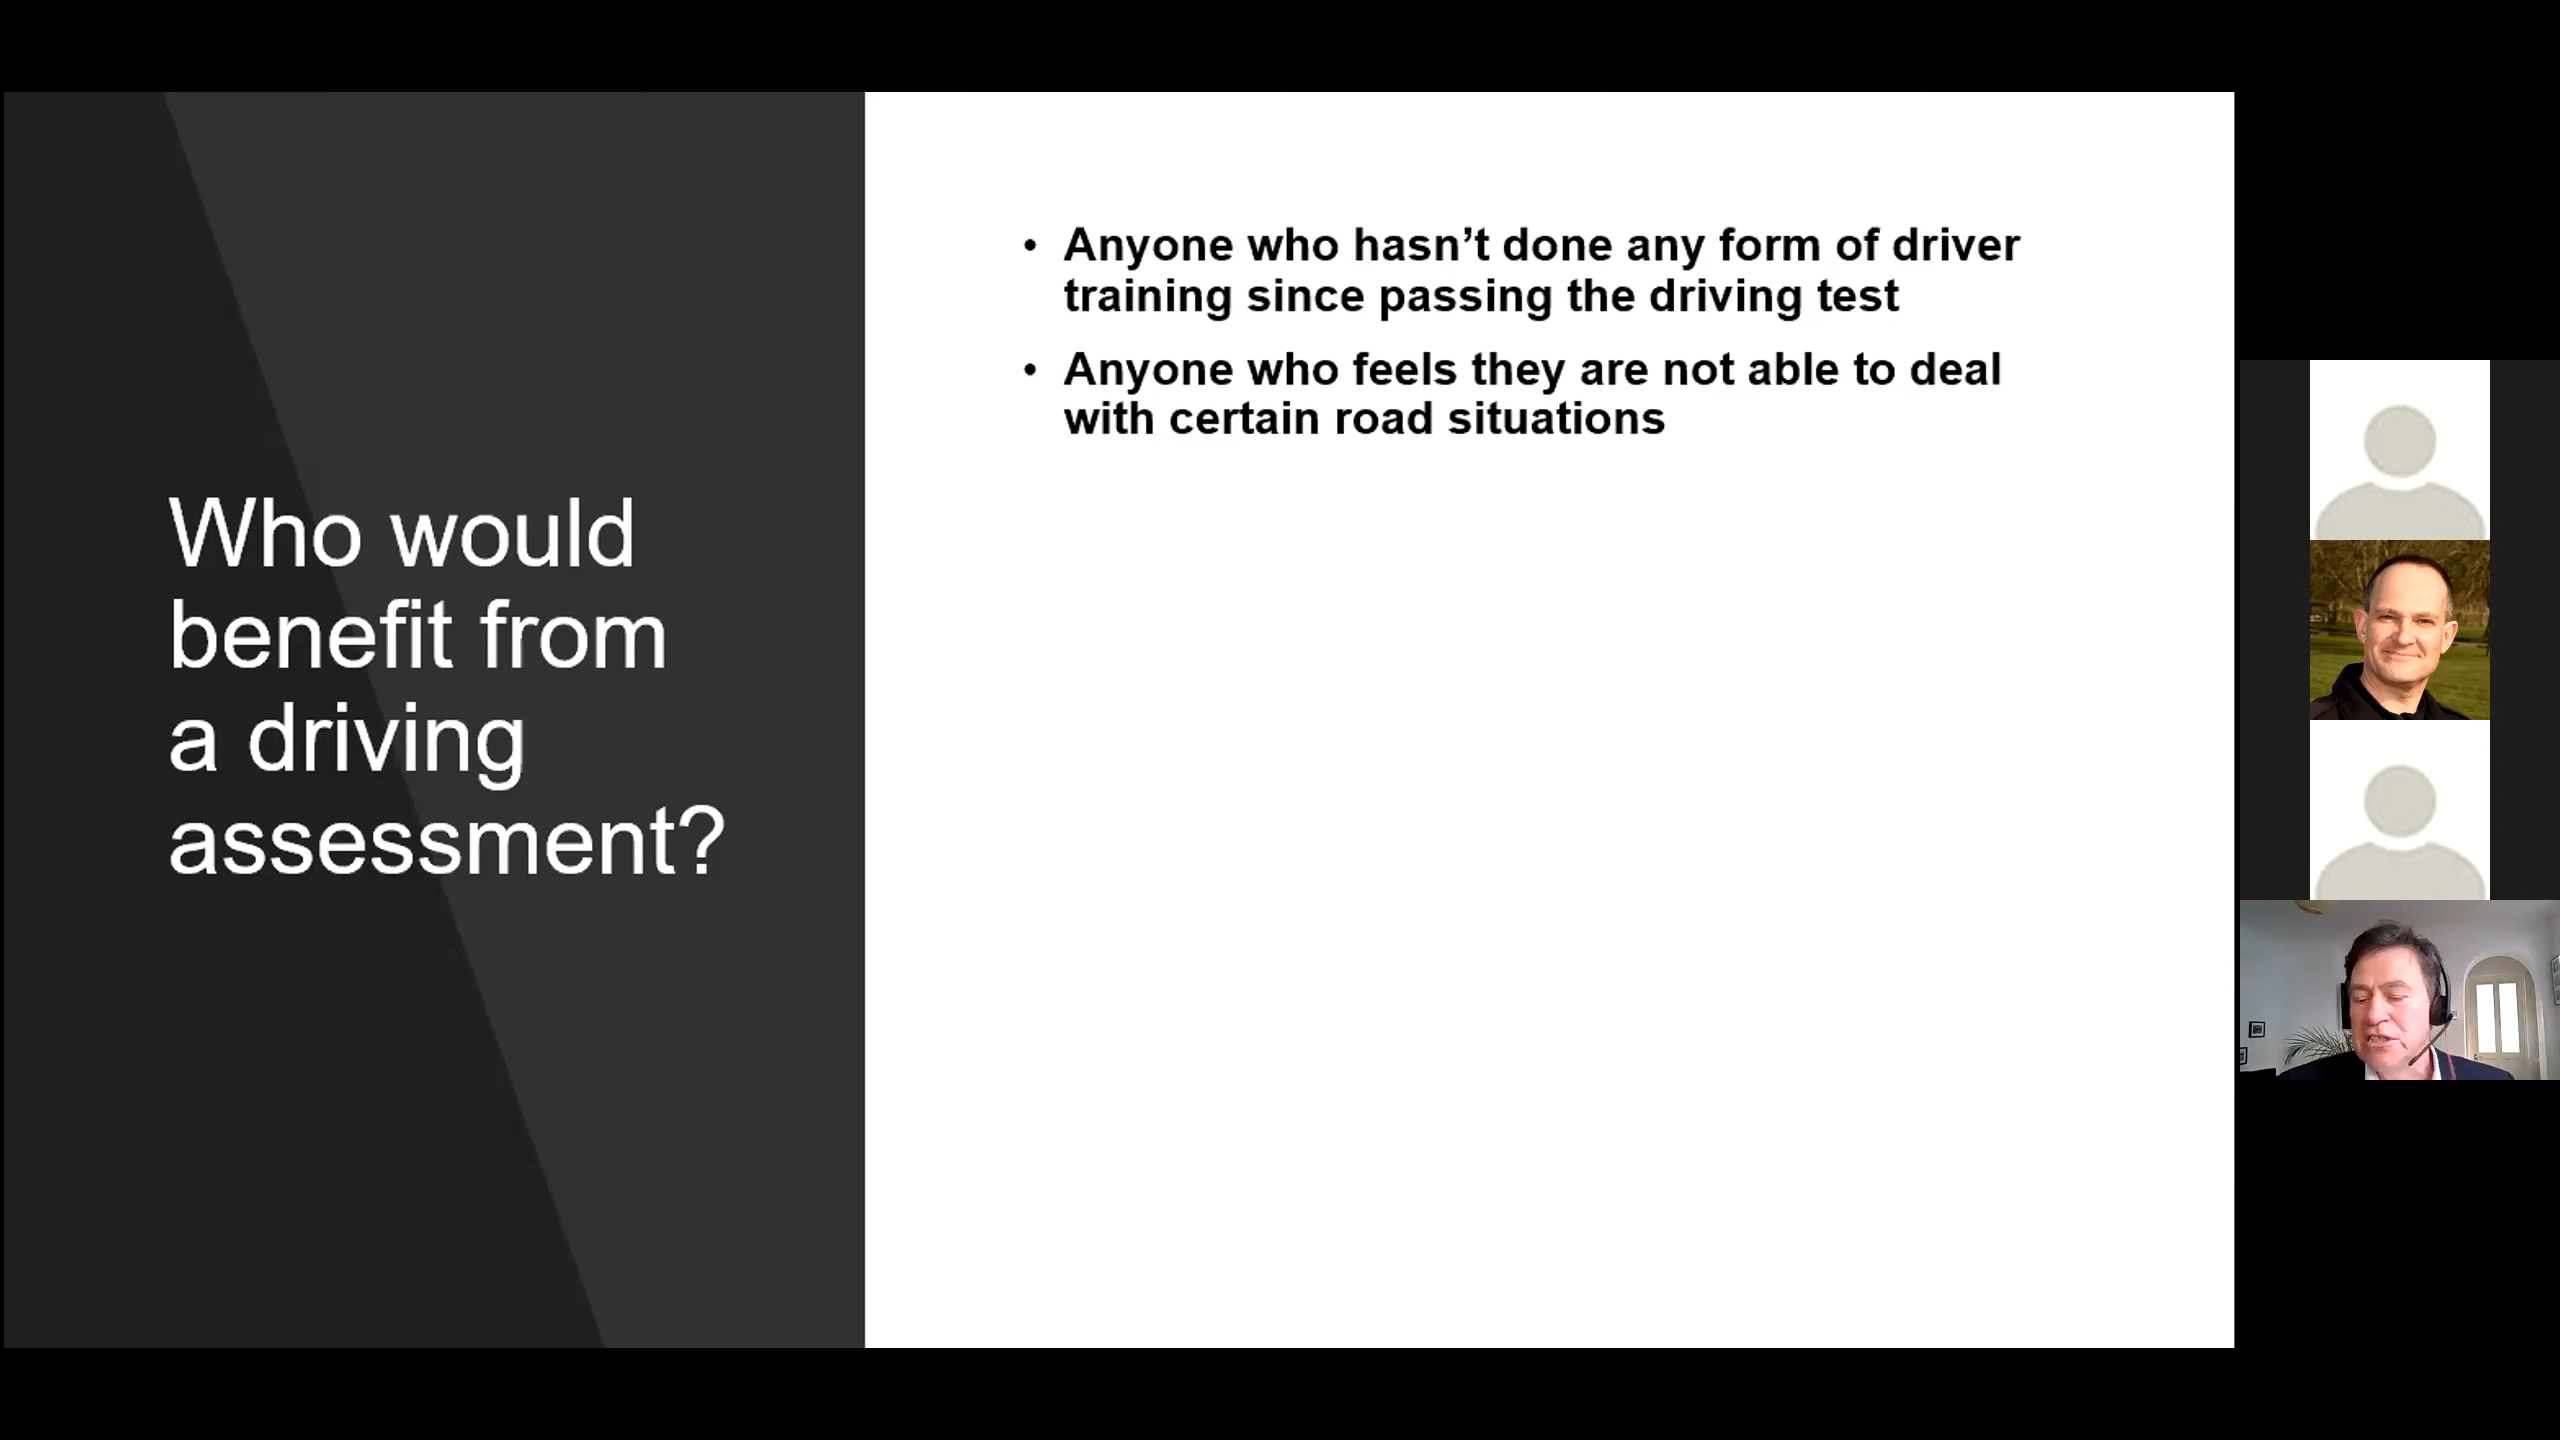 Who would
benefit from
a driving
assessment?
• Anyone who hasn’t done any form of driver
training since passing the driving test
• Anyone who feels they are not able to deal
with certain road situations